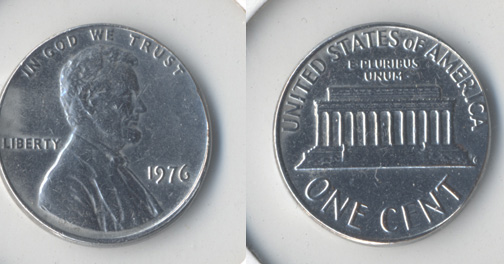 IN GOD WE TRUST
LIBERTY
1976
UNITED STATES OF AMERICA
E·PLURIBUS
UNUM
ONE CENT